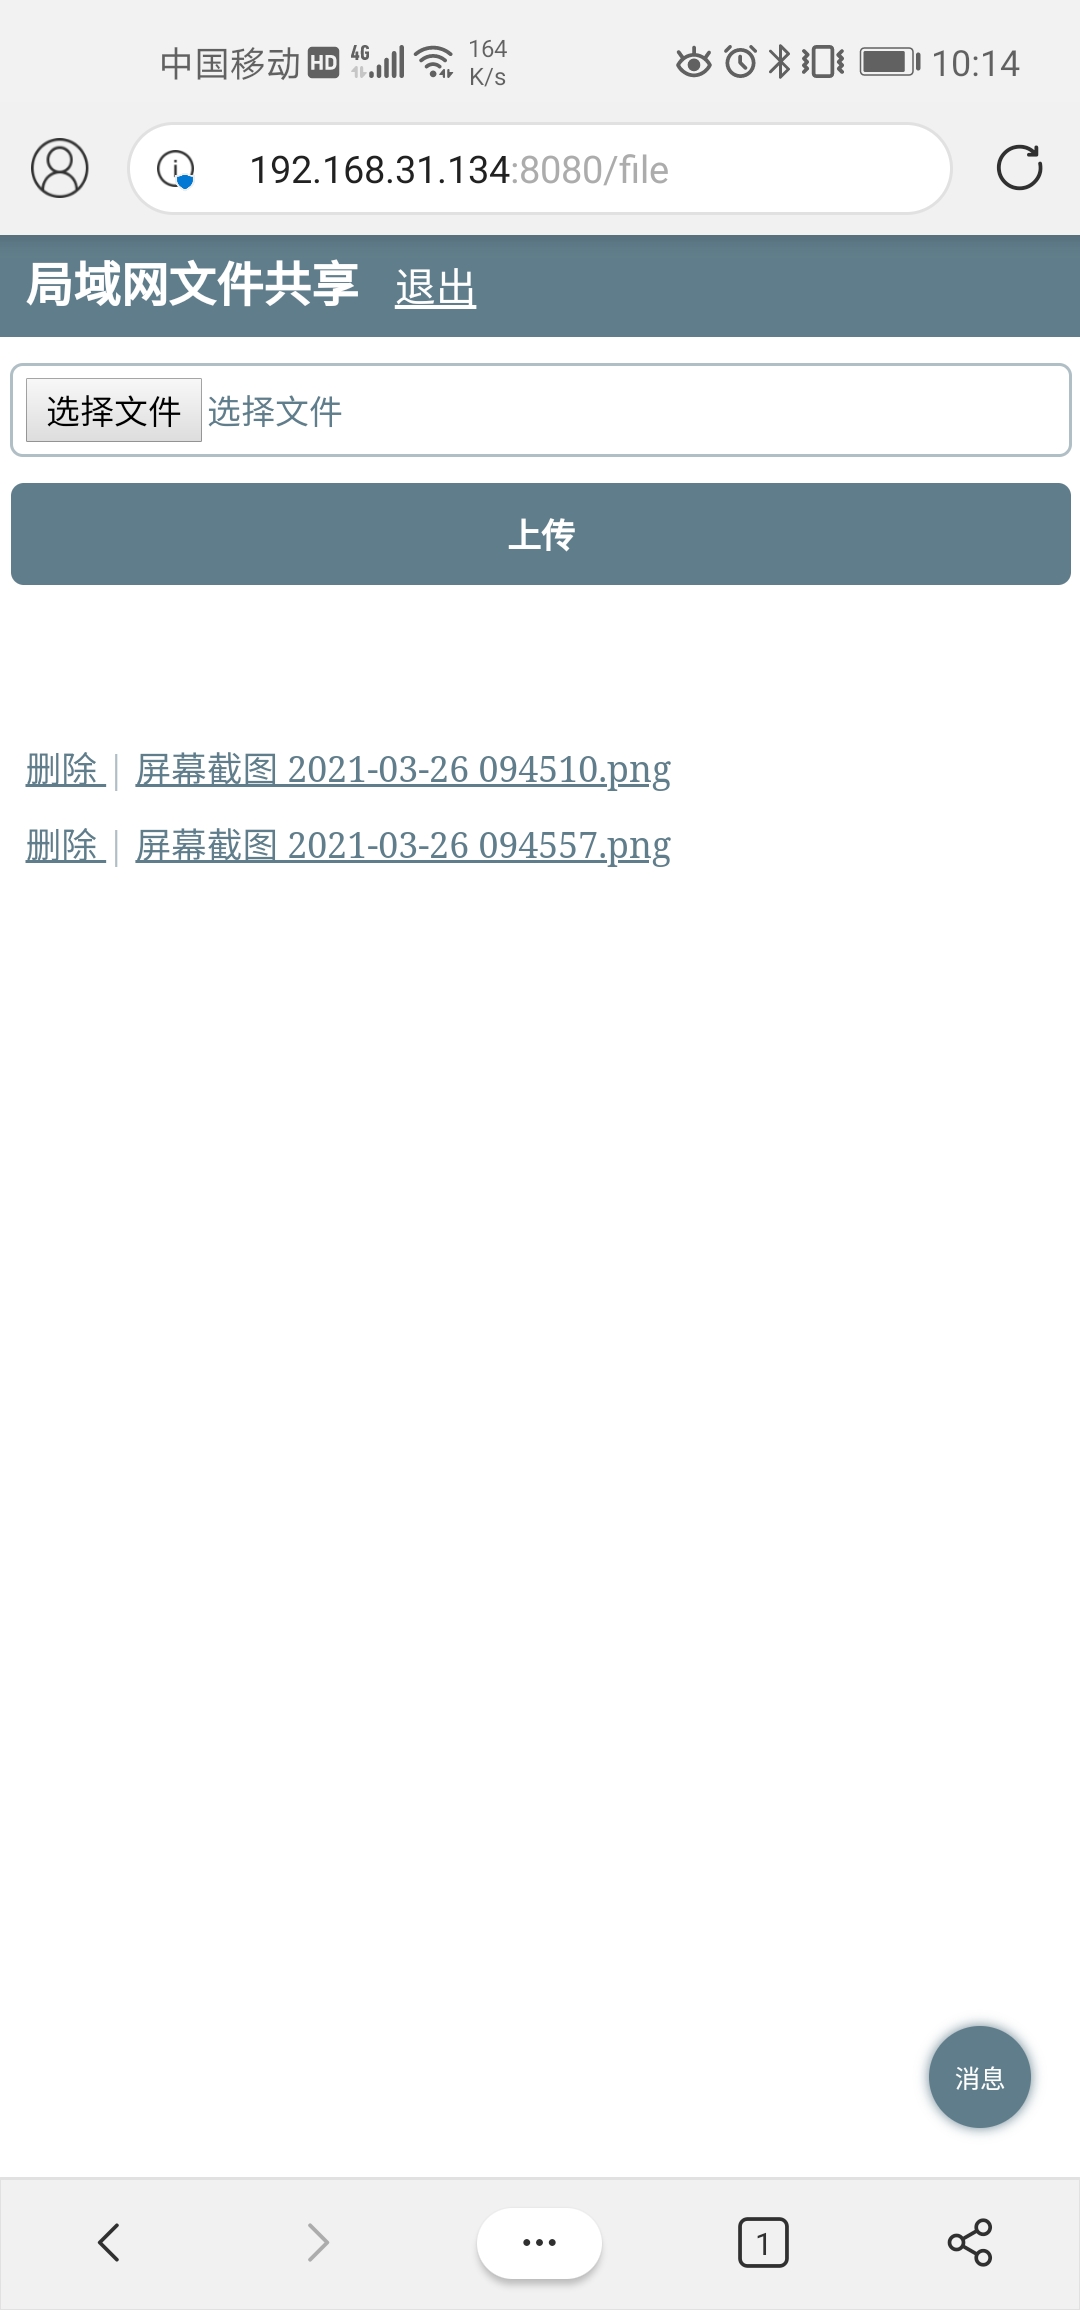 中国移动 HD 4G 164 K/s 10:14
192.168.31.134:8080/file
局域网文件共享 退出
选择文件 选择文件
上传
删除 | 屏幕截图 2021-03-26 094510.png
删除 | 屏幕截图 2021-03-26 094557.png
消息
1